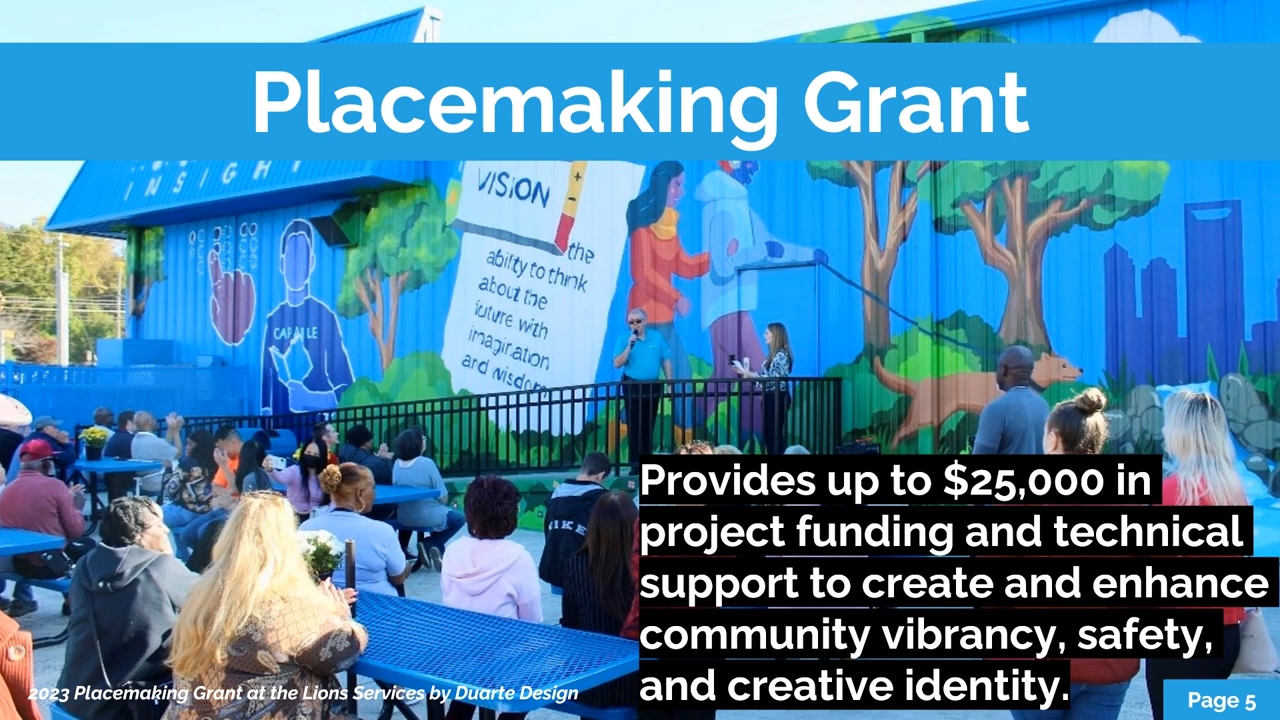 Placemaking Grant
INSIGHT
VISION
the
ability to think
about the
future with
imagination
and wisdom
CAPABLE
NIKE
Provides up to $25,000 in
project funding and technical
support to create and enhance
community vibrancy, safety,
and creative identity.
2023 Placemaking Grant at the Lions Services by Duarte Design
Page 5